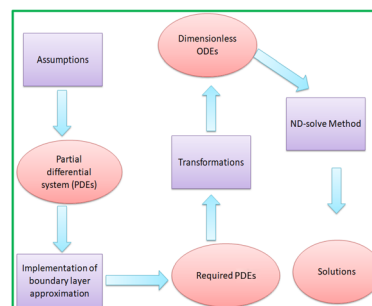 Assumptions
Partial
differential
system (PDEs)
Implementation of
boundary layer
approximation
Required PDEs
Transformations
Dimensionless
ODEs
ND-solve Method
Solutions